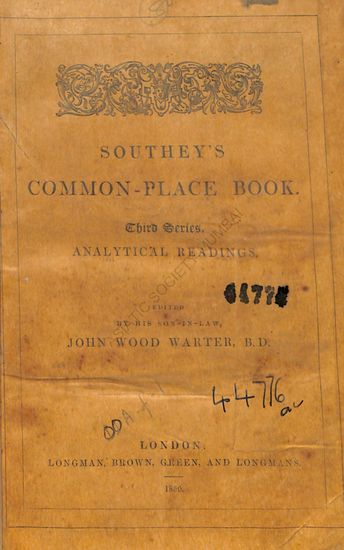 SOUTHEY'S
COMMON-PLACE BOOK.
Third Series.
ANALYTICAL READINGS.
EDITED
BY HIS SON-IN-LAW,
JOHN WOOD WARTER, B.D.
44776
LONDON:
LONGMAN, BROWN, GREEN, AND LONGMANS.
1850.